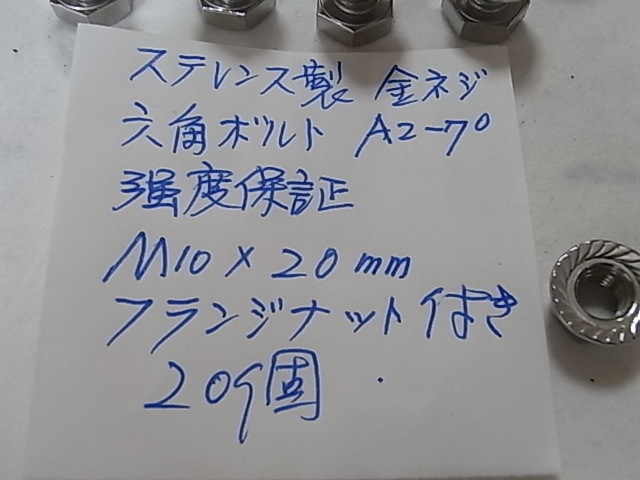 ステレンス製 全ネジ
六角ボルト A2-70
强度保証
M10×20mm
フランジナット付き
20個